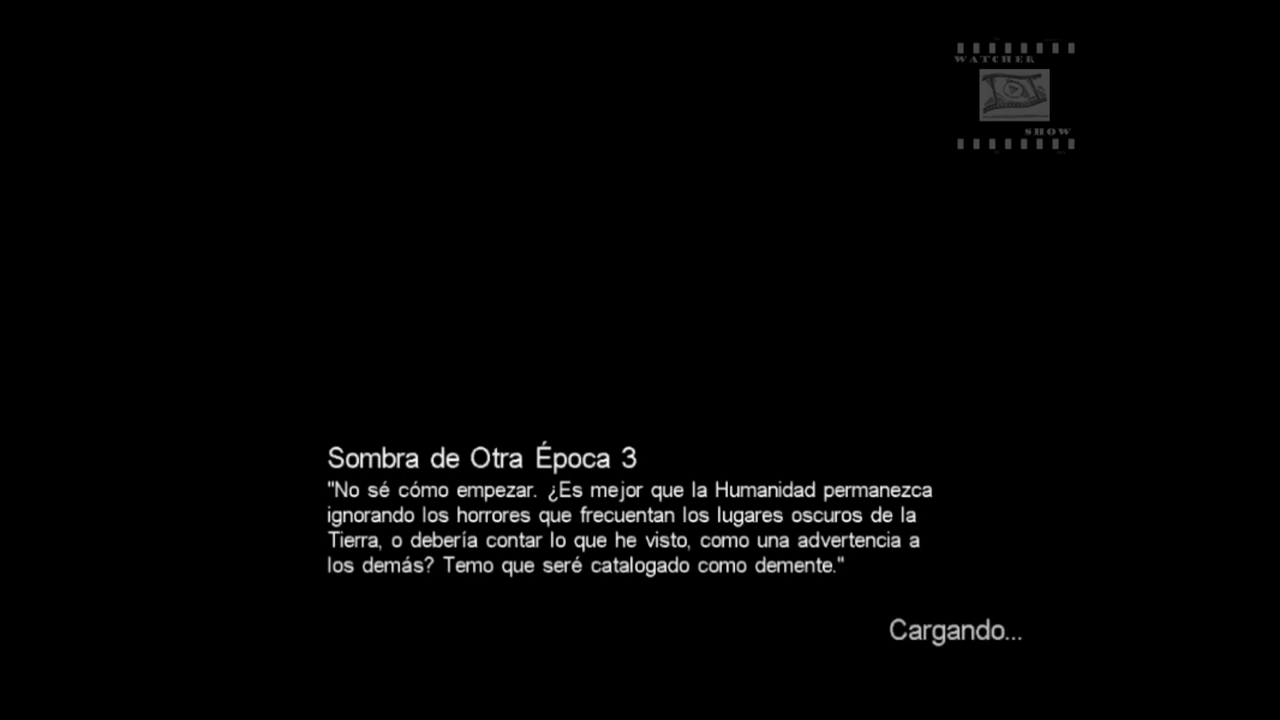 WATCHER
SHOW
Sombra de Otra Época 3
"No sé cómo empezar. ¿Es mejor que la Humanidad permanezca
ignorando los horrores que frecuentan los lugares oscuros de la
Tierra, o debería contar lo que he visto, como una advertencia a
los demás? Temo que seré catalogado como demente."
Cargando...